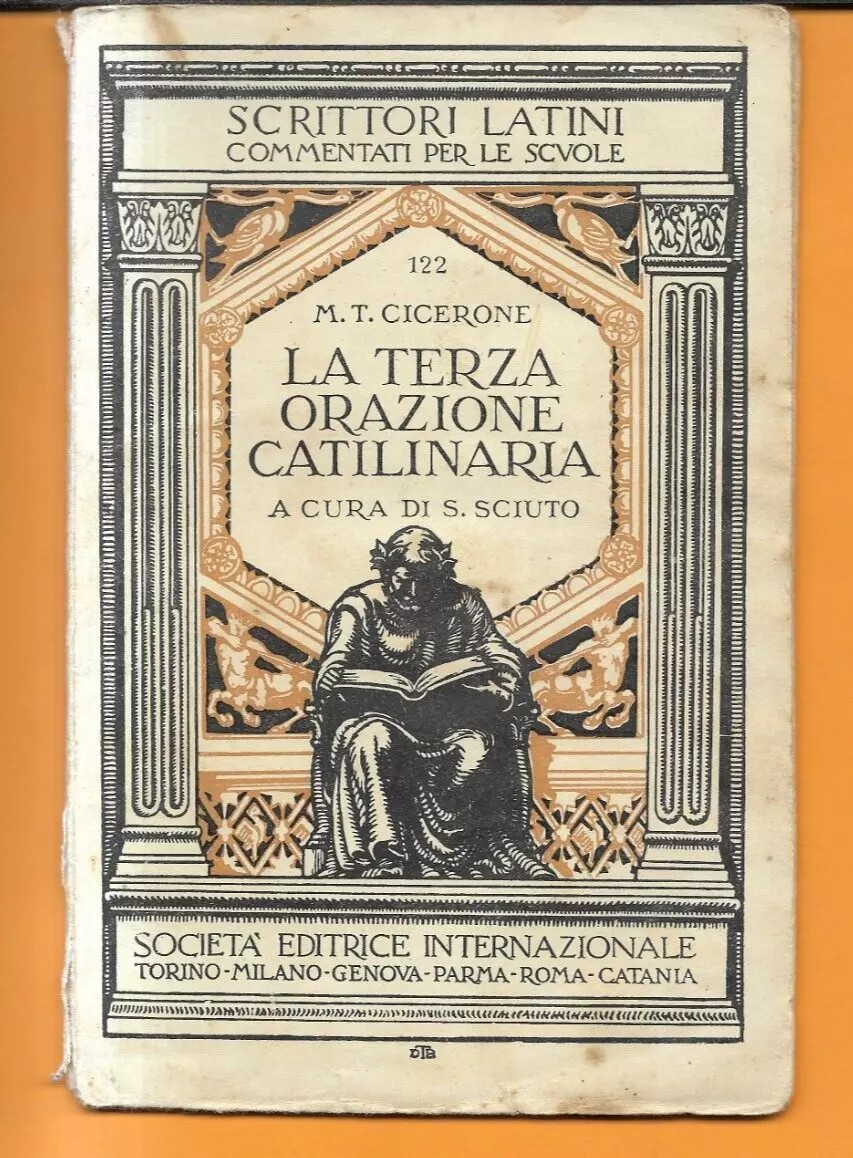 SCRITTORI LATINI
COMMENTATI PER LE SCVOLE
122
M. T. CICERONE
LA TERZA
ORAZIONE
CATILINARIA
A CURA DI S. SCIUTO
SOCIETÀ EDITRICE INTERNAZIONALE
TORINO-MILANO-GENOVA-PARMA-ROMA-CATANIA